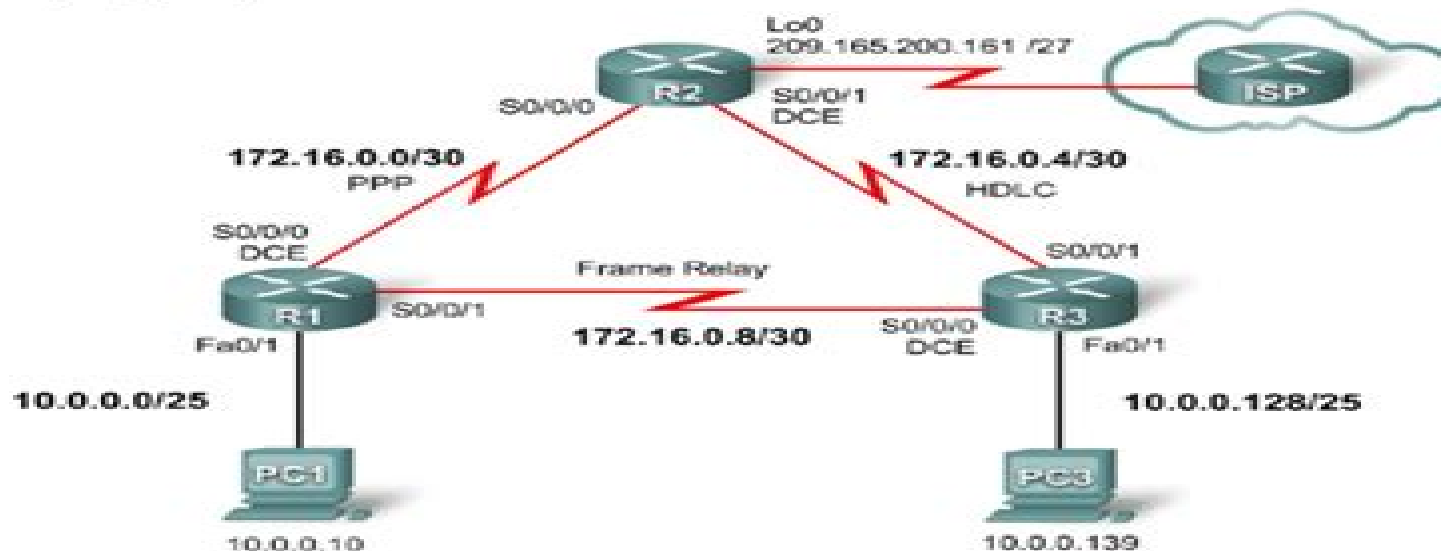 Lo0
209.165.200.161 /27
R2
ISP
S0/0/0
S0/0/1
DCE
172.16.0.0/30
PPP
172.16.0.4/30
HDLC
S0/0/0
DCE
S0/0/1
Frame Relay
R1
S0/0/1
R3
172.16.0.8/30
S0/0/0
DCE
Fa0/1
Fa0/1
10.0.0.0/25
10.0.0.128/25
PC1
PC3
10.0.0.10
10.0.0.139